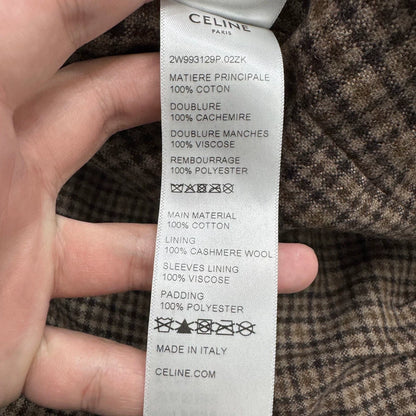 CELINE
PARIS
2W993129P.02ZK
MATIERE PRINCIPALE
100% COTON
DOUBLURE
100% CACHEMIRE
DOUBLURE MANCHES
100% VISCOSE
REMBOURRAGE
100% POLYESTER
MAIN MATERIAL
100% COTTON
LINING
100% CASHMERE WOOL
SLEEVES LINING
100% VISCOSE
PADDING
100% POLYESTER
MADE IN ITALY
CELINE.COM